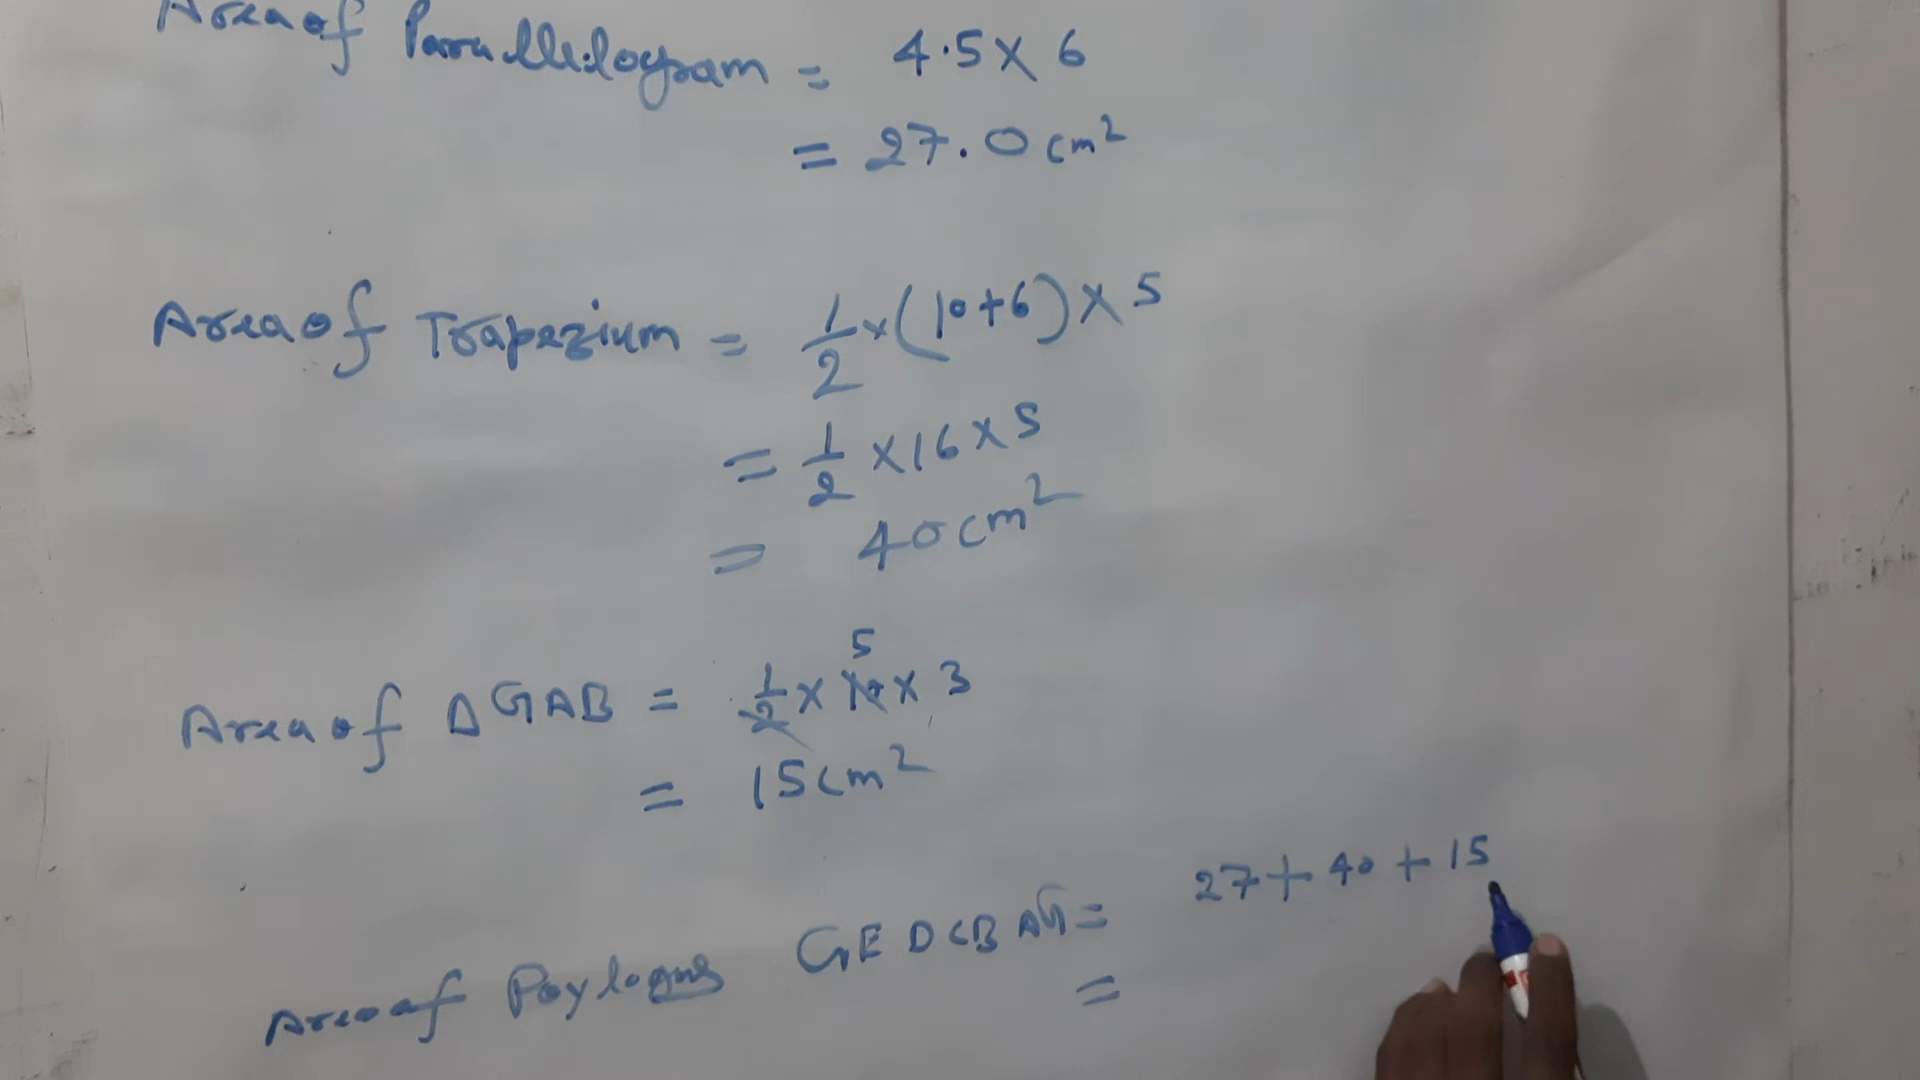 Area of Parallelogram = 4.5 × 6
= 27.0 cm²
Area of Trapezium = 1/2 × (10+6) × 5
= 1/2 × 16 × 5
= 40 cm²
5
Area of Δ GAB = 1/2 × 10 × 3
= 15 cm²
27 + 40 + 15
Area of Poylogns GEDCBAG =
=